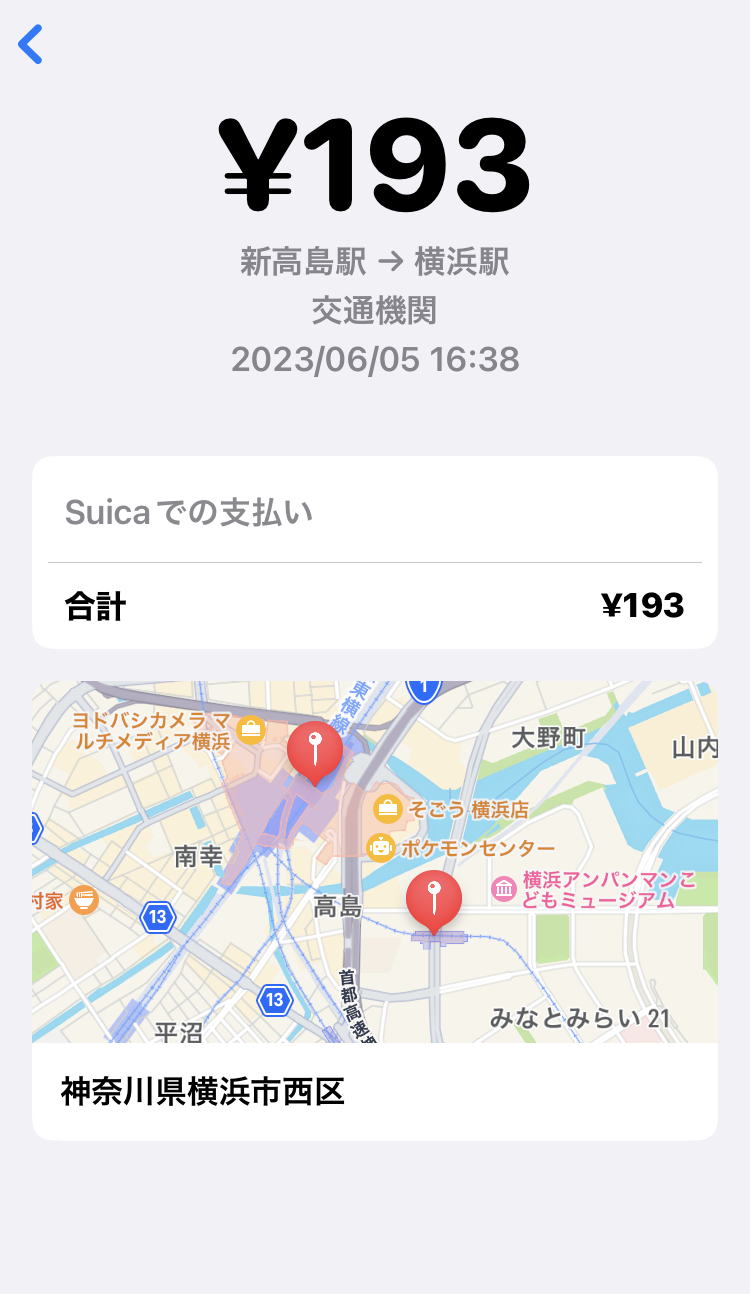 ¥193
新高島駅 → 横浜駅
交通機関
2023/06/05 16:38
Suicaでの支払い
合計 ¥193
東横線
1
ヨドバシカメラ マ
ルチメディア横浜
大野町
山内
そごう 横浜店
ポケモンセンター
南幸
横浜アンパンマンこ
どもミュージアム
村家
13
高島
首都高速
13
みなとみらい 21
平沼
神奈川県横浜市西区